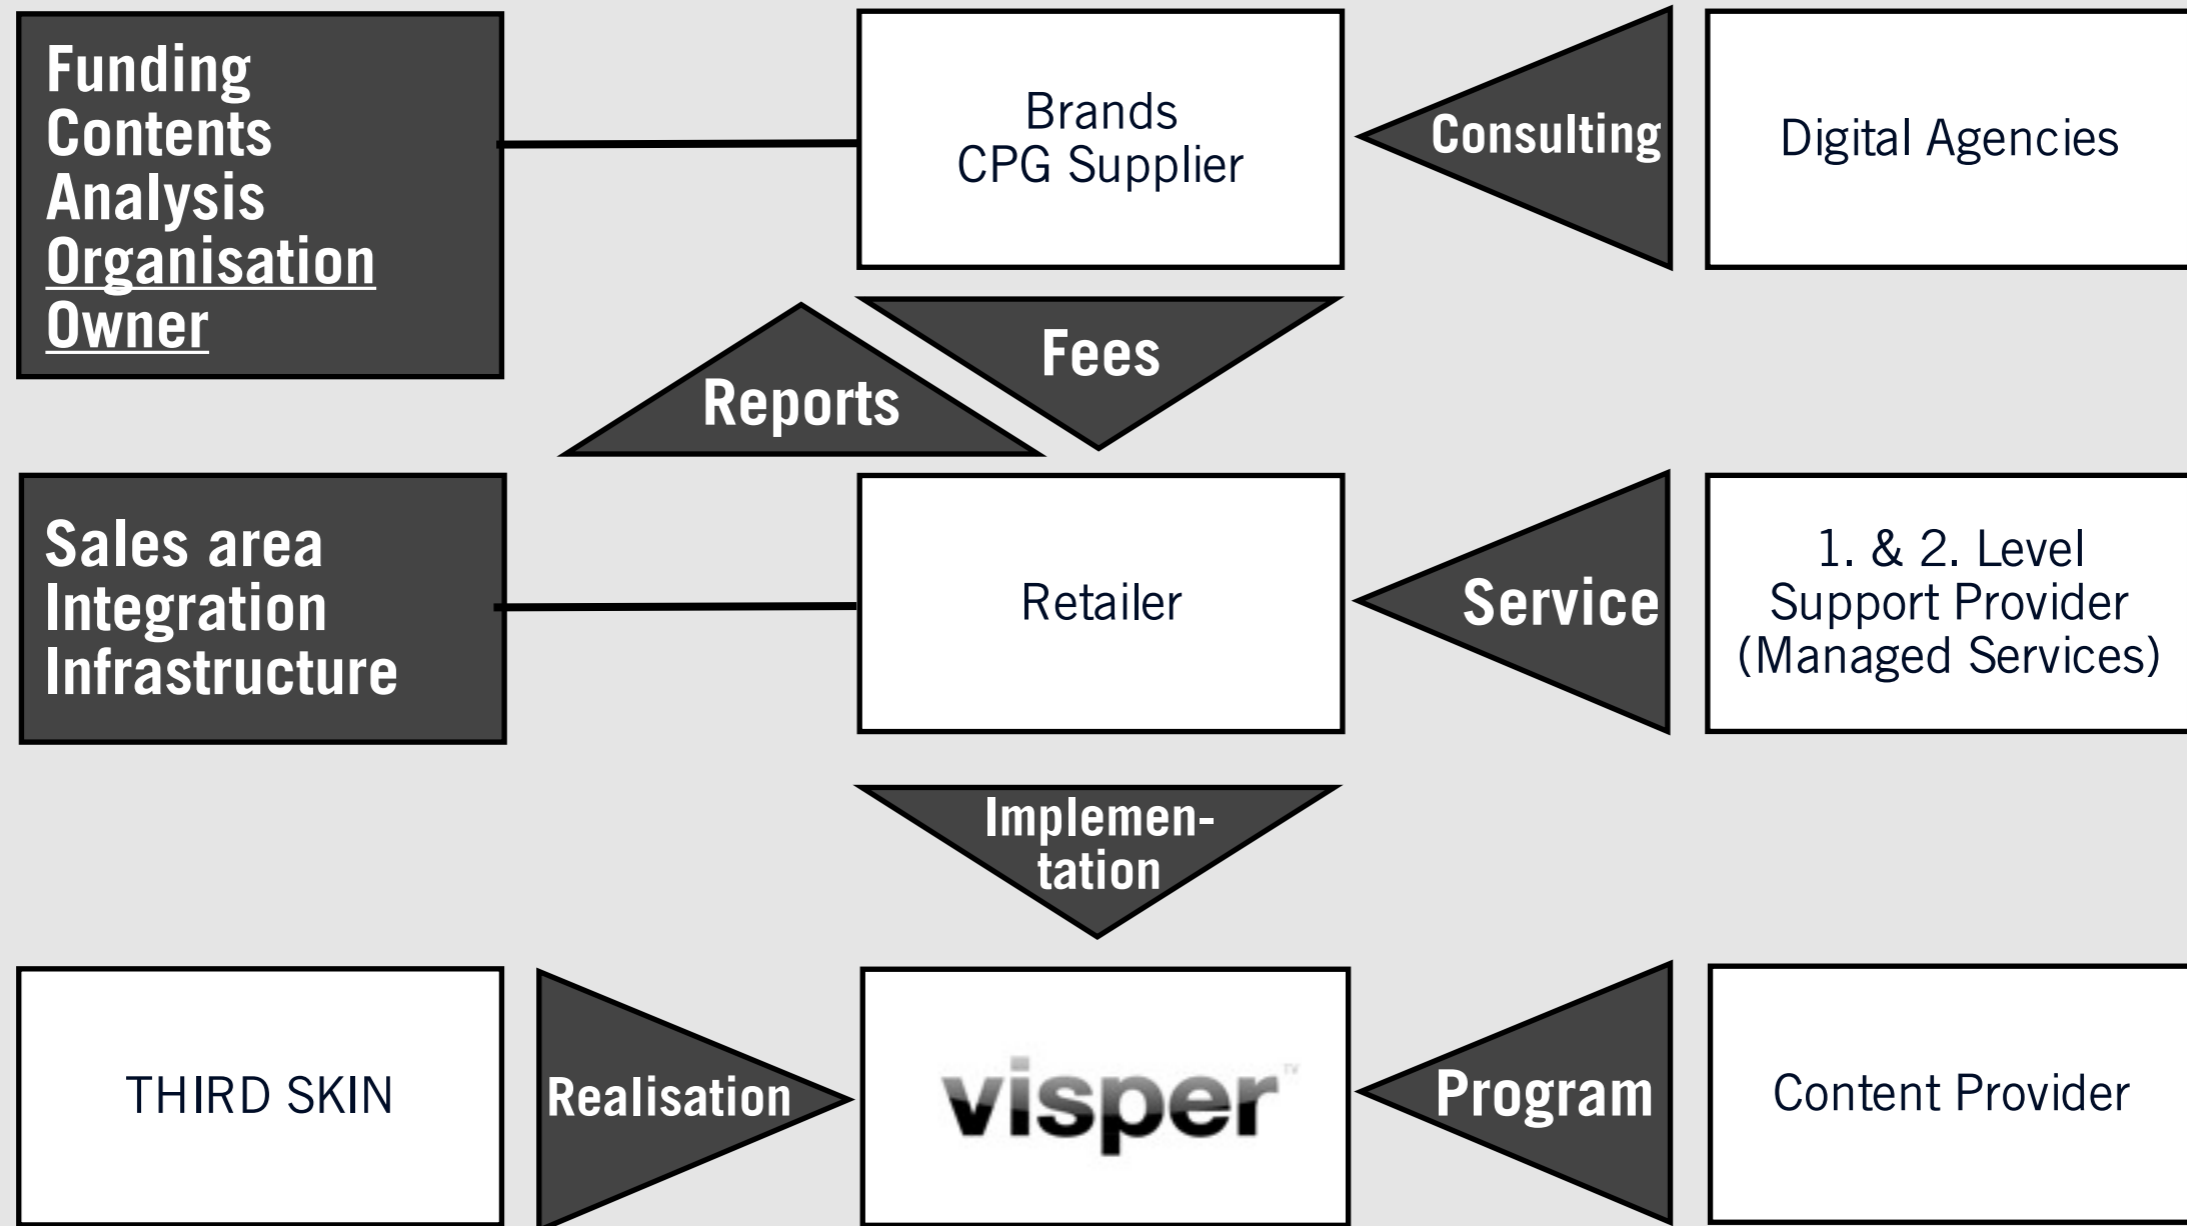 Funding
Contents
Analysis
Organisation
Owner
Brands
CPG Supplier
Consulting
Digital Agencies
Reports
Fees
Sales area
Integration
Infrastructure
Retailer
Service
1. & 2. Level
Support Provider
(Managed Services)
Implemen-
tation
THIRD SKIN
Realisation
visper
Program
Content Provider